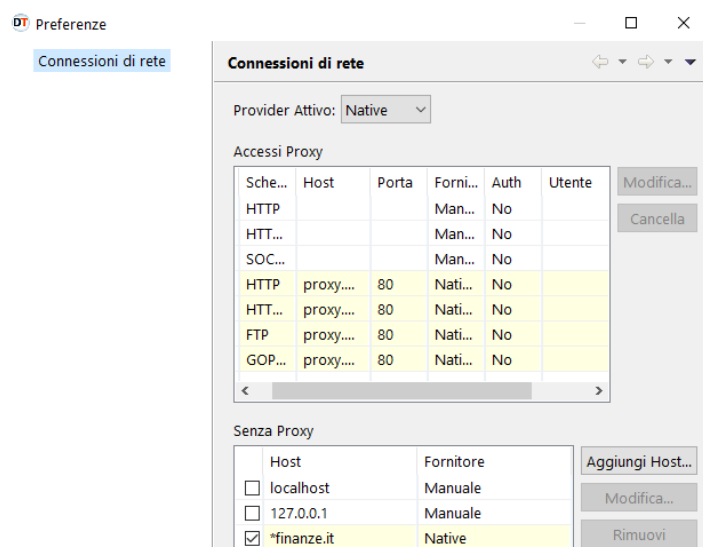 DT Preferenze
Connessioni di rete
Connessioni di rete
Provider Attivo: Native
Accessi Proxy
Sche... Host Porta Forni... Auth Utente
HTTP Man... No
HTT... Man... No
SOC... Man... No
HTTP proxy.... 80 Nati... No
HTT... proxy.... 80 Nati... No
FTP proxy.... 80 Nati... No
GOP... proxy.... 80 Nati... No
Modifica...
Cancella
Senza Proxy
Host Fornitore
localhost Manuale
127.0.0.1 Manuale
*finanze.it Native
Aggiungi Host...
Modifica...
Rimuovi